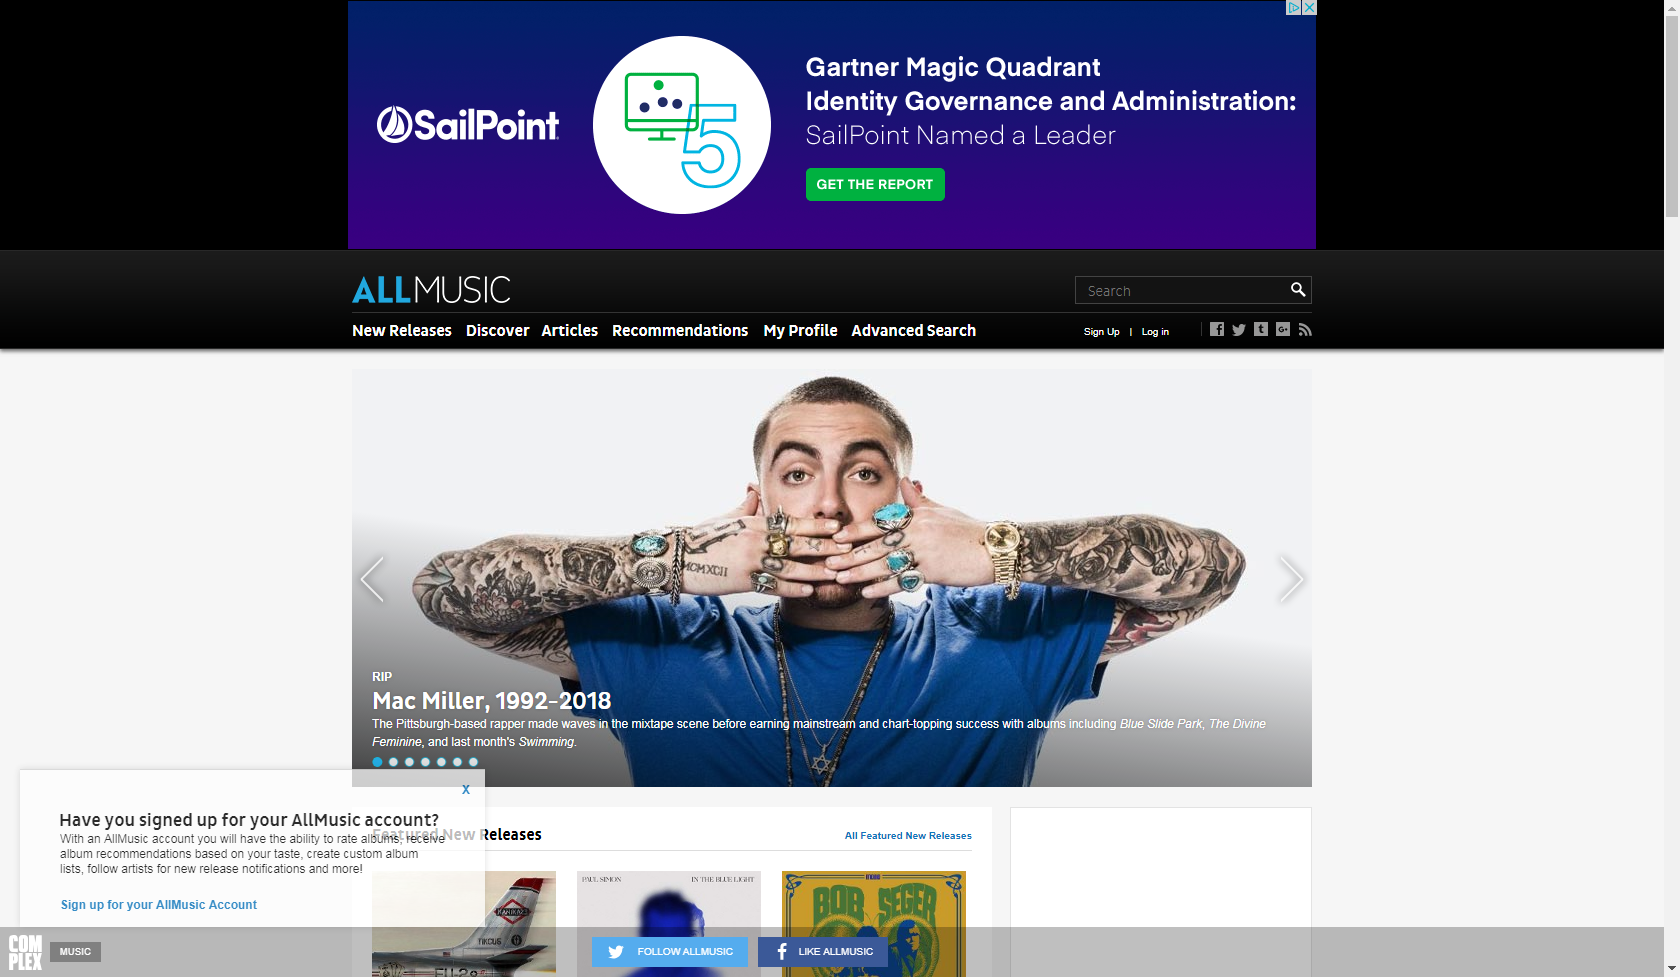 SailPoint
5
Gartner Magic Quadrant
Identity Governance and Administration:
SailPoint Named a Leader
GET THE REPORT
ALLMUSIC
Search
New Releases Discover Articles Recommendations My Profile Advanced Search
Sign Up | Log in
MCMXCII
RIP
Mac Miller, 1992-2018
The Pittsburgh-based rapper made waves in the mixtape scene before earning mainstream and chart-topping success with albums including Blue Slide Park, The Divine
Feminine, and last month's Swimming.
X
Have you signed up for your AllMusic account?
With an AllMusic account you will have the ability to rate albums, receive
album recommendations based on your taste, create custom album
lists, follow artists for new release notifications and more!
Sign up for your AllMusic Account
Featured New Releases
All Featured New Releases
KAMIKAZE
FU-2
PAUL SIMON IN THE BLUE LIGHT
mono
BOB SEGER
COM
PLEX
MUSIC
FOLLOW ALLMUSIC
LIKE ALLMUSIC